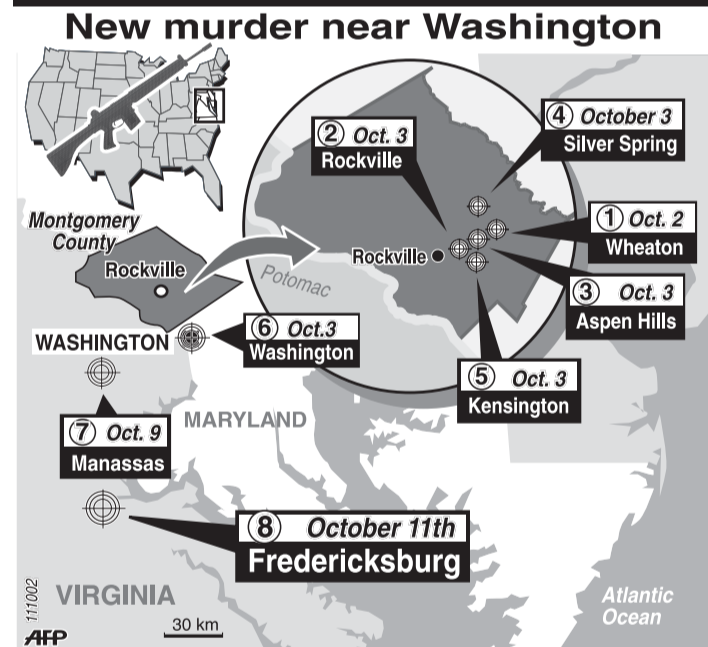 New murder near Washington
④ October 3
Silver Spring
② Oct. 3
Rockville
① Oct. 2
Wheaton
Montgomery
County
Rockville
Rockville
Potomac
③ Oct. 3
Aspen Hills
⑥ Oct.3
Washington
WASHINGTON
⑤ Oct. 3
Kensington
MARYLAND
⑦ Oct. 9
Manassas
⑧ October 11th
Fredericksburg
VIRGINIA
30 km
Atlantic
Ocean
111002
AFP